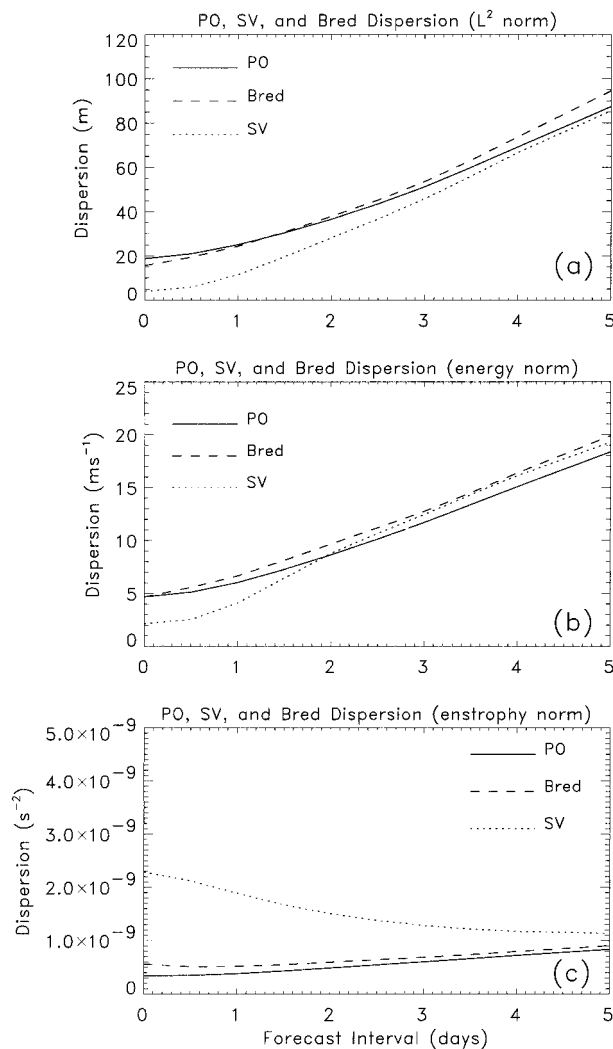 PO, SV, and Bred Dispersion (L² norm)
120
100
80
60
40
20
0
Dispersion (m)
PO
Bred
SV
(a)
0 1 2 3 4 5
PO, SV, and Bred Dispersion (energy norm)
25
20
15
10
5
0
Dispersion (ms⁻¹)
PO
Bred
SV
(b)
0 1 2 3 4 5
PO, SV, and Bred Dispersion (enstrophy norm)
5.0×10⁻⁹
4.0×10⁻⁹
3.0×10⁻⁹
2.0×10⁻⁹
1.0×10⁻⁹
0
Dispersion (s⁻²)
PO
Bred
SV
(c)
0 1 2 3 4 5
Forecast Interval (days)